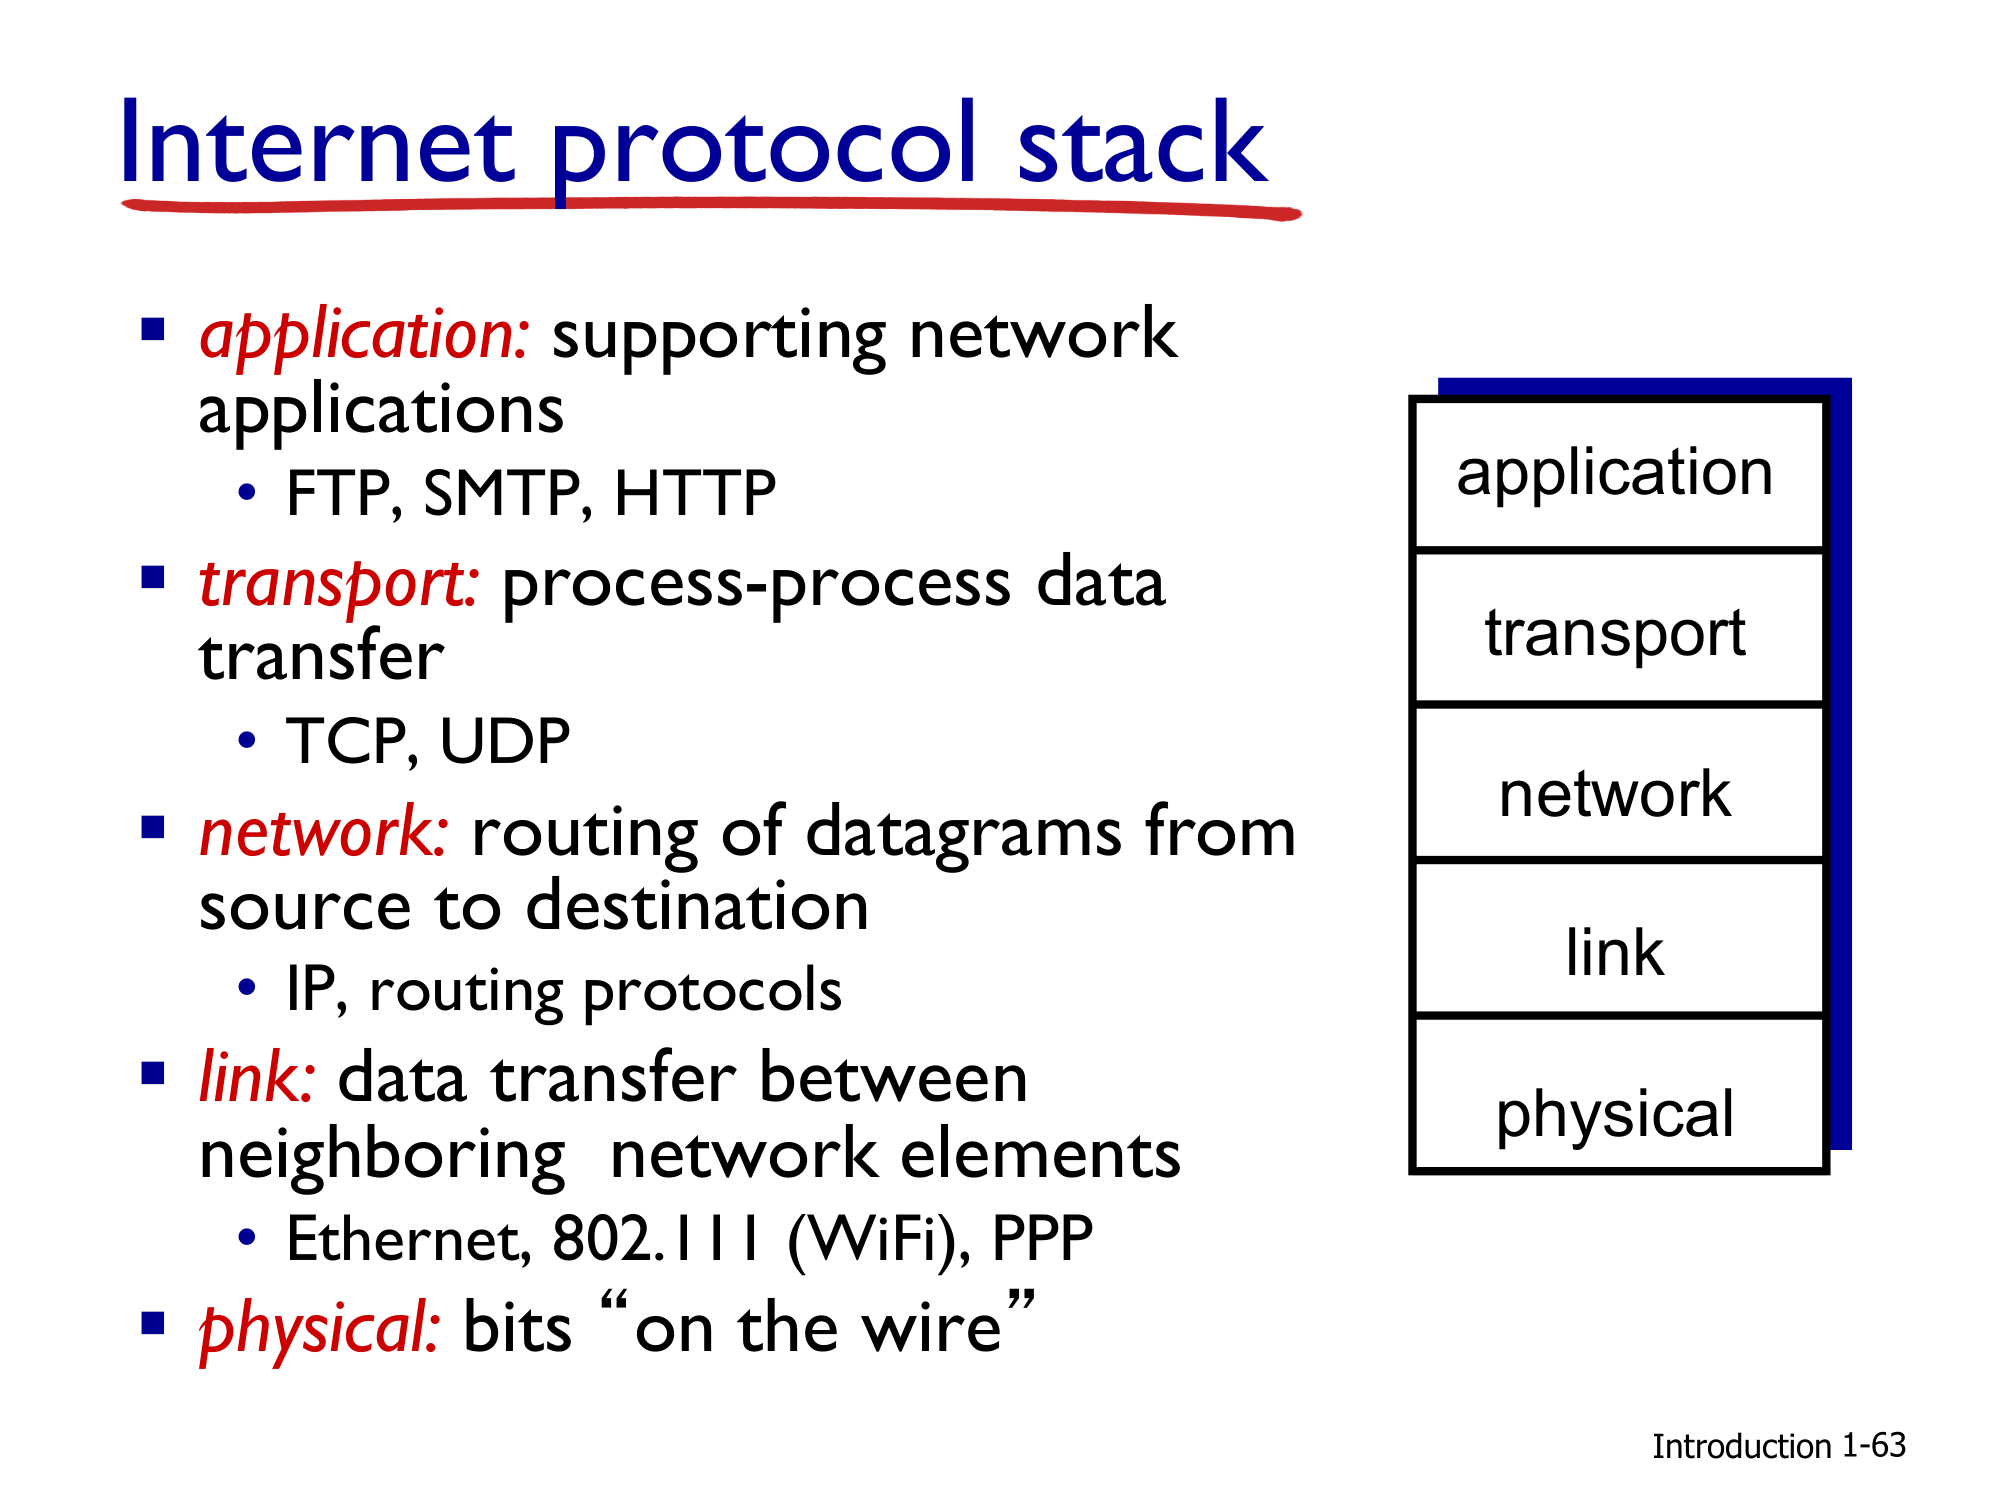 Internet protocol stack
application: supporting network
applications
FTP, SMTP, HTTP
transport: process-process data
transfer
TCP, UDP
network: routing of datagrams from
source to destination
IP, routing protocols
link: data transfer between
neighboring  network elements
Ethernet, 802.111 (WiFi), PPP
physical: bits “on the wire”
application
transport
network
link
physical
Introduction 1-63